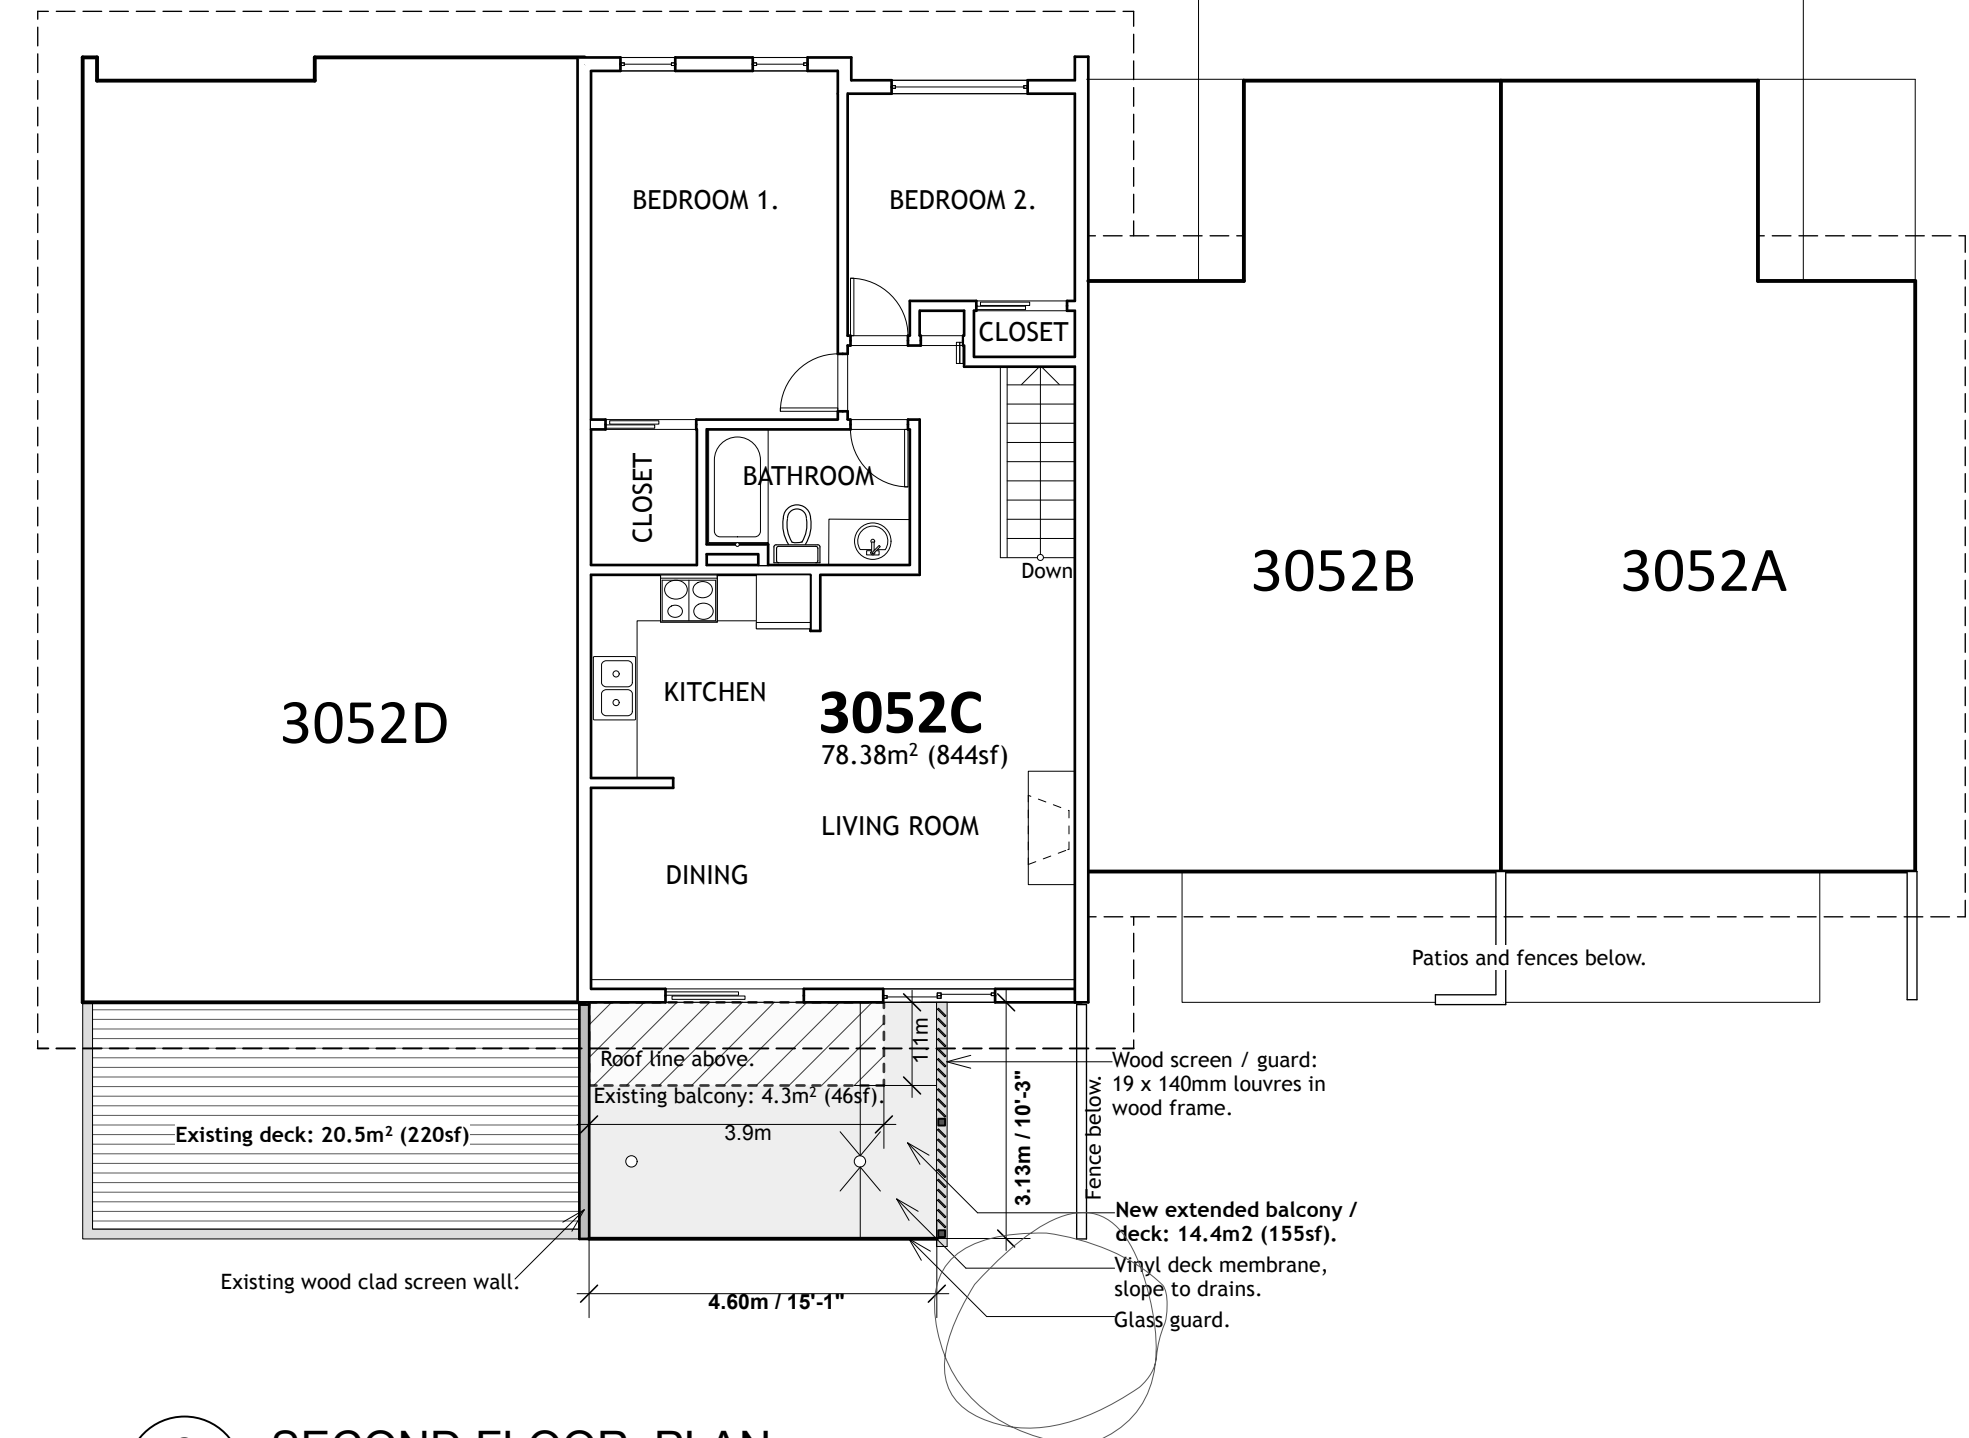 BEDROOM 1.
BEDROOM 2.
CLOSET
CLOSET
BATHROOM
Down
3052B
3052A
KITCHEN
3052C
78.38m² (844sf)
3052D
LIVING ROOM
DINING
Patios and fences below.
1.1m
Roof line above.
Existing balcony: 4.3m² (46sf).
3.9m
Existing deck: 20.5m² (220sf)
3.13m / 10'-3"
Fence below.
Wood screen / guard:
19 x 140mm louvres in
wood frame.
New extended balcony /
deck: 14.4m2 (155sf).
Vinyl deck membrane,
slope to drains.
Glass guard.
Existing wood clad screen wall.
4.60m / 15'-1"
SECOND FLOOR PLAN